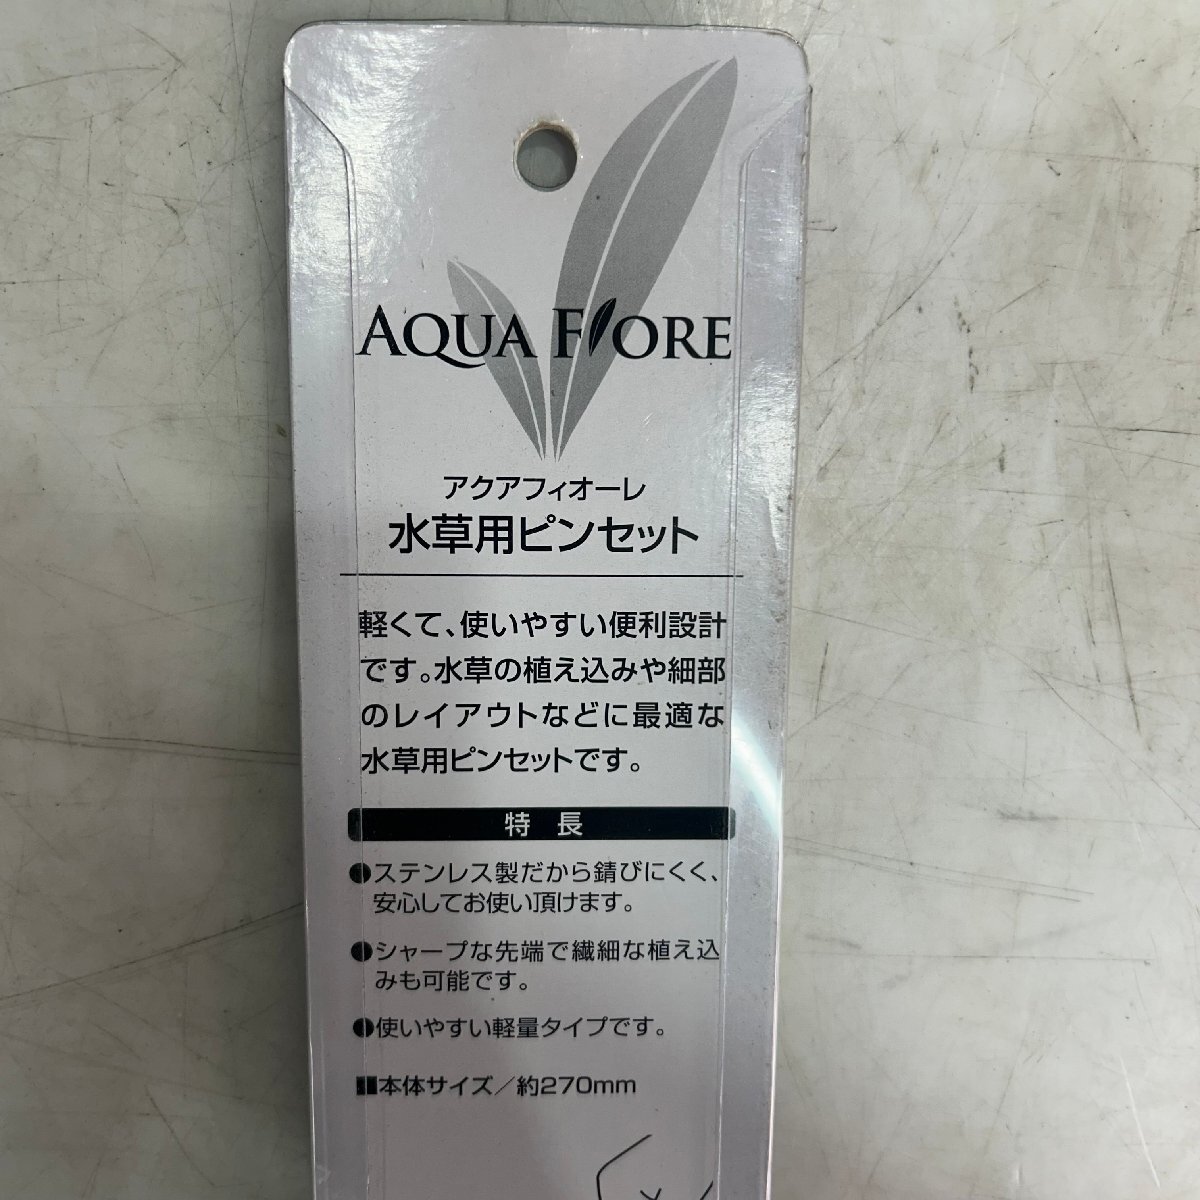 AQUA FIORE
アクアフィオーレ
水草用ピンセット
軽くて、使いやすい便利設計
です。水草の植え込みや細部
のレイアウトなどに最適な
水草用ピンセットです。
特 長
●ステンレス製だから錆びにくく、
安心してお使い頂けます。
●シャープな先端で繊細な植え込
みも可能です。
●使いやすい軽量タイプです。
■本体サイズ／約270mm